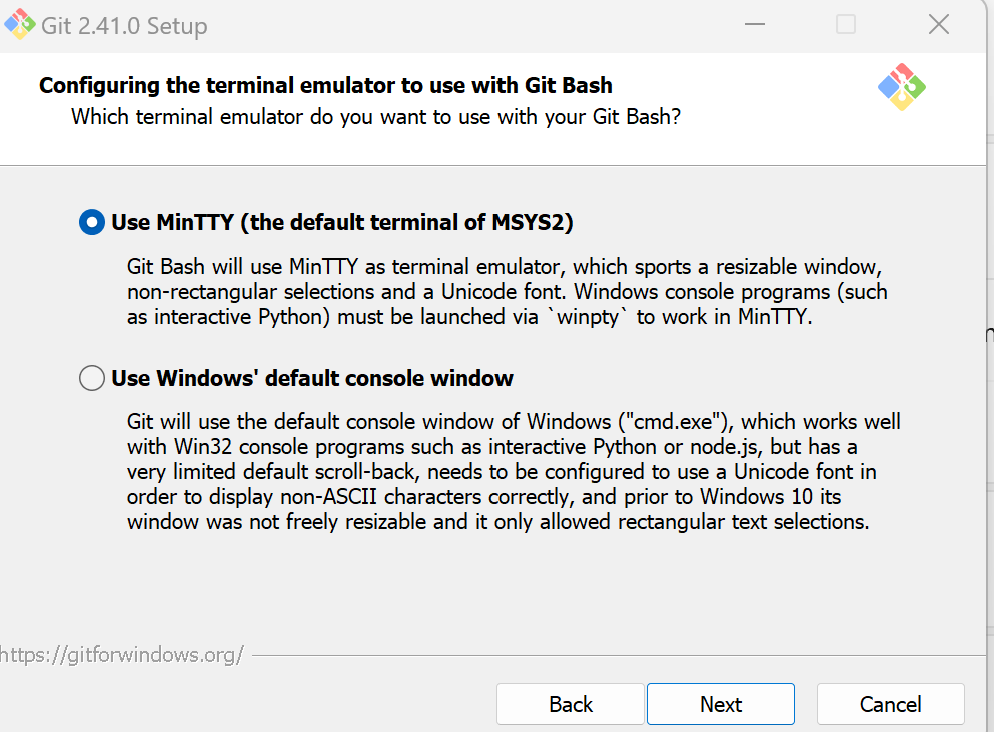 Git 2.41.0 Setup
Configuring the terminal emulator to use with Git Bash
Which terminal emulator do you want to use with your Git Bash?
Use MinTTY (the default terminal of MSYS2)
Git Bash will use MinTTY as terminal emulator, which sports a resizable window,
non-rectangular selections and a Unicode font. Windows console programs (such
as interactive Python) must be launched via `winpty` to work in MinTTY.
Use Windows' default console window
Git will use the default console window of Windows ("cmd.exe"), which works well
with Win32 console programs such as interactive Python or node.js, but has a
very limited default scroll-back, needs to be configured to use a Unicode font in
order to display non-ASCII characters correctly, and prior to Windows 10 its
window was not freely resizable and it only allowed rectangular text selections.
https://gitforwindows.org/
Back
Next
Cancel